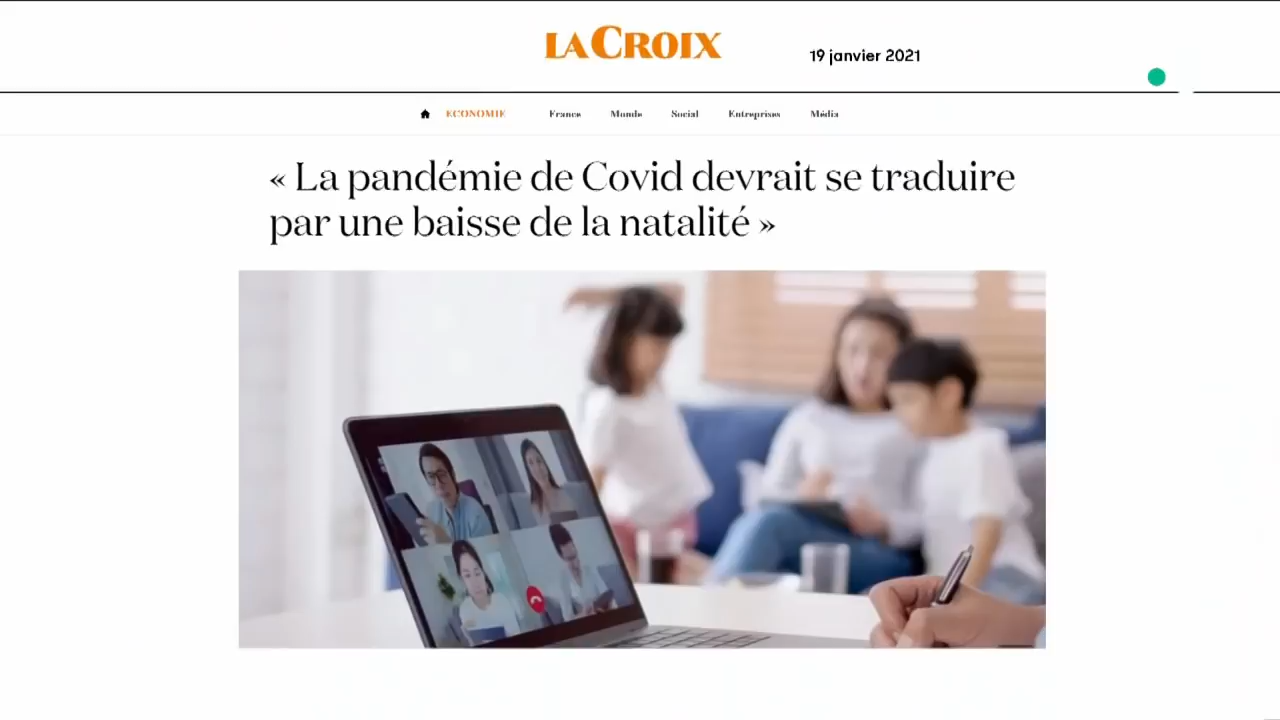 LA CROIX
19 janvier 2021
ECONOMIE France Monde Social Entreprises Média
« La pandémie de Covid devrait se traduire
par une baisse de la natalité »